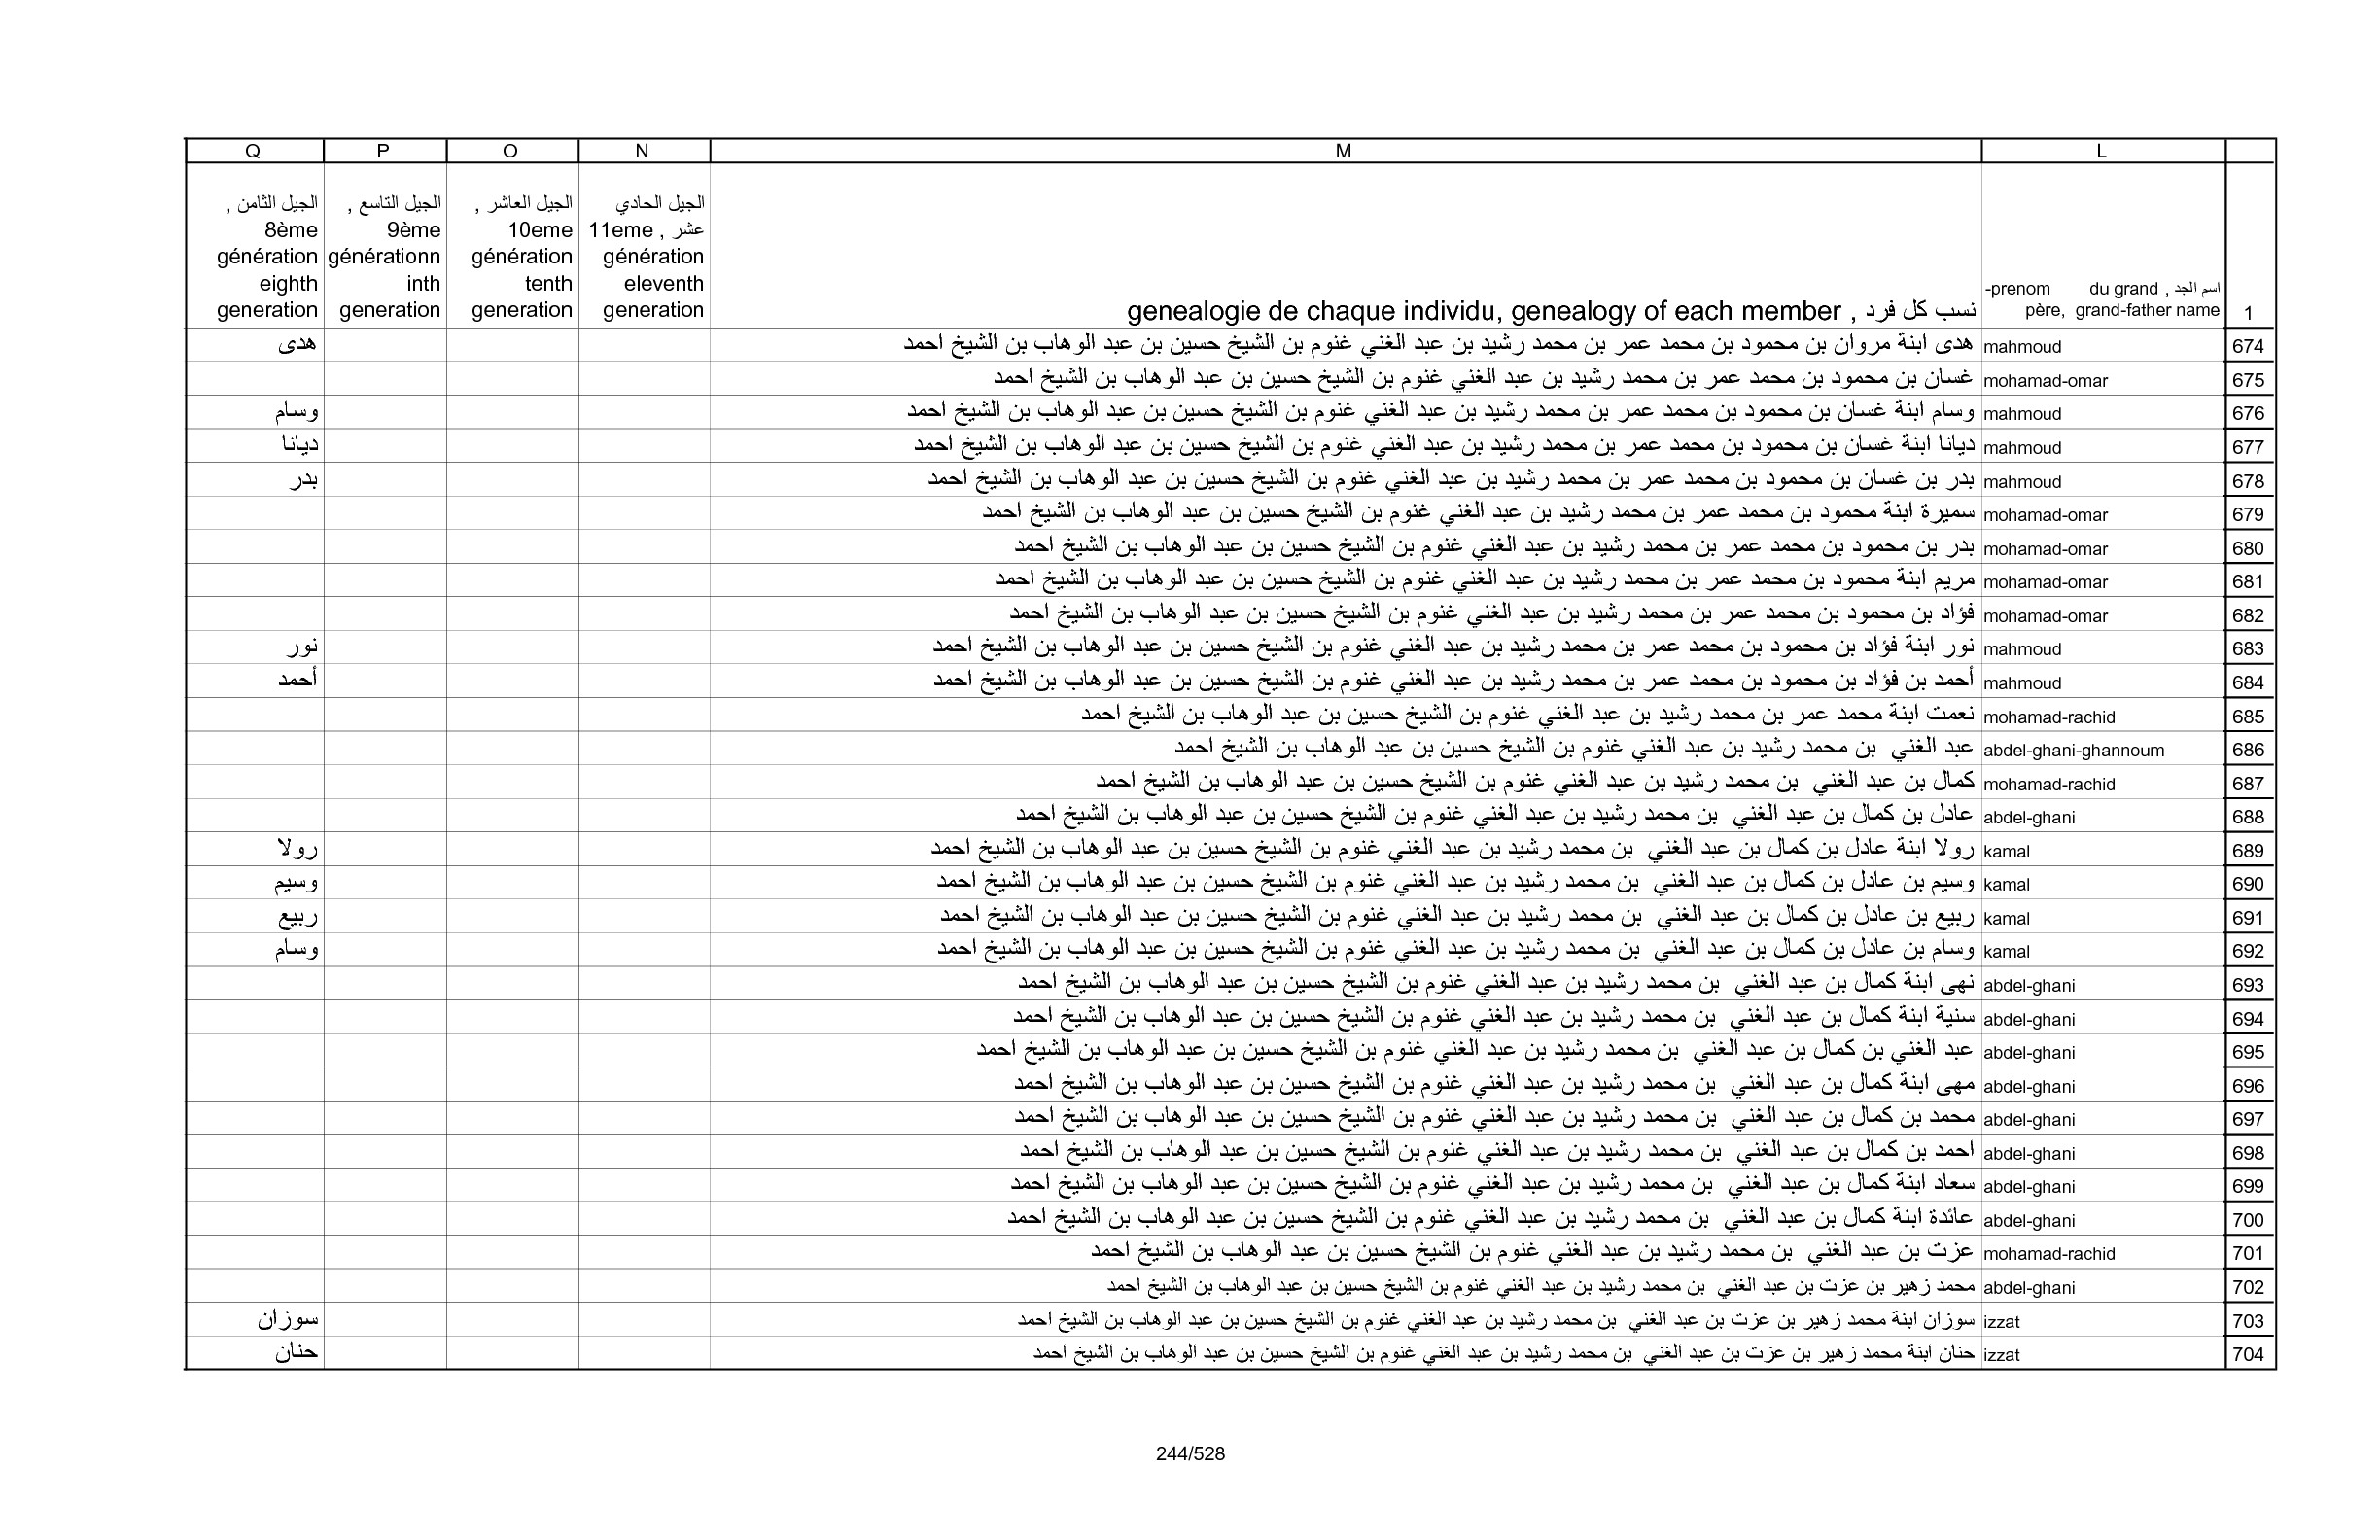 L M N O P Q
1 اسم الجد , prenom- du grand père, grand-father name نسب كل فرد , genealogie de chaque individu, genealogy of each member الجيل الحادي عشر , 11eme génération eleventh generation الجيل العاشر , 10eme génération tenth generation الجيل التاسع , 9ème générationn inth generation الجيل الثامن , 8ème génération eighth generation
674 mahmoud هدى ابنة مروان بن محمود بن محمد عمر بن محمد رشيد بن عبد الغني غنوم بن الشيخ حسين بن عبد الوهاب بن الشيخ احمد هدى
675 mohamad-omar غسان بن محمود بن محمد عمر بن محمد رشيد بن عبد الغني غنوم بن الشيخ حسين بن عبد الوهاب بن الشيخ احمد
676 mahmoud وسام ابنة غسان بن محمود بن محمد عمر بن محمد رشيد بن عبد الغني غنوم بن الشيخ حسين بن عبد الوهاب بن الشيخ احمد وسام
677 mahmoud ديانا ابنة غسان بن محمود بن محمد عمر بن محمد رشيد بن عبد الغني غنوم بن الشيخ حسين بن عبد الوهاب بن الشيخ احمد ديانا
678 mahmoud بدر بن غسان بن محمود بن محمد عمر بن محمد رشيد بن عبد الغني غنوم بن الشيخ حسين بن عبد الوهاب بن الشيخ احمد بدر
679 mohamad-omar سميرة ابنة محمود بن محمد عمر بن محمد رشيد بن عبد الغني غنوم بن الشيخ حسين بن عبد الوهاب بن الشيخ احمد
680 mohamad-omar بدر بن محمود بن محمد عمر بن محمد رشيد بن عبد الغني غنوم بن الشيخ حسين بن عبد الوهاب بن الشيخ احمد
681 mohamad-omar مريم ابنة محمود بن محمد عمر بن محمد رشيد بن عبد الغني غنوم بن الشيخ حسين بن عبد الوهاب بن الشيخ احمد
682 mohamad-omar فؤاد بن محمود بن محمد عمر بن محمد رشيد بن عبد الغني غنوم بن الشيخ حسين بن عبد الوهاب بن الشيخ احمد
683 mahmoud نور ابنة فؤاد بن محمود بن محمد عمر بن محمد رشيد بن عبد الغني غنوم بن الشيخ حسين بن عبد الوهاب بن الشيخ احمد نور
684 mahmoud أحمد بن فؤاد بن محمود بن محمد عمر بن محمد رشيد بن عبد الغني غنوم بن الشيخ حسين بن عبد الوهاب بن الشيخ احمد أحمد
685 mohamad-rachid نعمت ابنة محمد عمر بن محمد رشيد بن عبد الغني غنوم بن الشيخ حسين بن عبد الوهاب بن الشيخ احمد
686 abdel-ghani-ghannoum عبد الغني بن محمد رشيد بن عبد الغني غنوم بن الشيخ حسين بن عبد الوهاب بن الشيخ احمد
687 mohamad-rachid كمال بن عبد الغني بن محمد رشيد بن عبد الغني غنوم بن الشيخ حسين بن عبد الوهاب بن الشيخ احمد
688 abdel-ghani عادل بن كمال بن عبد الغني بن محمد رشيد بن عبد الغني غنوم بن الشيخ حسين بن عبد الوهاب بن الشيخ احمد
689 kamal رولا ابنة عادل بن كمال بن عبد الغني بن محمد رشيد بن عبد الغني غنوم بن الشيخ حسين بن عبد الوهاب بن الشيخ احمد رولا
690 kamal وسيم بن عادل بن كمال بن عبد الغني بن محمد رشيد بن عبد الغني غنوم بن الشيخ حسين بن عبد الوهاب بن الشيخ احمد وسيم
691 kamal ربيع بن عادل بن كمال بن عبد الغني بن محمد رشيد بن عبد الغني غنوم بن الشيخ حسين بن عبد الوهاب بن الشيخ احمد ربيع
692 kamal وسام بن عادل بن كمال بن عبد الغني بن محمد رشيد بن عبد الغني غنوم بن الشيخ حسين بن عبد الوهاب بن الشيخ احمد وسام
693 abdel-ghani نهى ابنة كمال بن عبد الغني بن محمد رشيد بن عبد الغني غنوم بن الشيخ حسين بن عبد الوهاب بن الشيخ احمد
694 abdel-ghani سنية ابنة كمال بن عبد الغني بن محمد رشيد بن عبد الغني غنوم بن الشيخ حسين بن عبد الوهاب بن الشيخ احمد
695 abdel-ghani عبد الغني بن كمال بن عبد الغني بن محمد رشيد بن عبد الغني غنوم بن الشيخ حسين بن عبد الوهاب بن الشيخ احمد
696 abdel-ghani مهى ابنة كمال بن عبد الغني بن محمد رشيد بن عبد الغني غنوم بن الشيخ حسين بن عبد الوهاب بن الشيخ احمد
697 abdel-ghani محمد بن كمال بن عبد الغني بن محمد رشيد بن عبد الغني غنوم بن الشيخ حسين بن عبد الوهاب بن الشيخ احمد
698 abdel-ghani احمد بن كمال بن عبد الغني بن محمد رشيد بن عبد الغني غنوم بن الشيخ حسين بن عبد الوهاب بن الشيخ احمد
699 abdel-ghani سعاد ابنة كمال بن عبد الغني بن محمد رشيد بن عبد الغني غنوم بن الشيخ حسين بن عبد الوهاب بن الشيخ احمد
700 abdel-ghani عائدة ابنة كمال بن عبد الغني بن محمد رشيد بن عبد الغني غنوم بن الشيخ حسين بن عبد الوهاب بن الشيخ احمد
701 mohamad-rachid عزت بن عبد الغني بن محمد رشيد بن عبد الغني غنوم بن الشيخ حسين بن عبد الوهاب بن الشيخ احمد
702 abdel-ghani محمد زهير بن عزت بن عبد الغني بن محمد رشيد بن عبد الغني غنوم بن الشيخ حسين بن عبد الوهاب بن الشيخ احمد
703 izzat سوزان ابنة محمد زهير بن عزت بن عبد الغني بن محمد رشيد بن عبد الغني غنوم بن الشيخ حسين بن عبد الوهاب بن الشيخ احمد سوزان
704 izzat حنان ابنة محمد زهير بن عزت بن عبد الغني بن محمد رشيد بن عبد الغني غنوم بن الشيخ حسين بن عبد الوهاب بن الشيخ احمد حنان
244/528